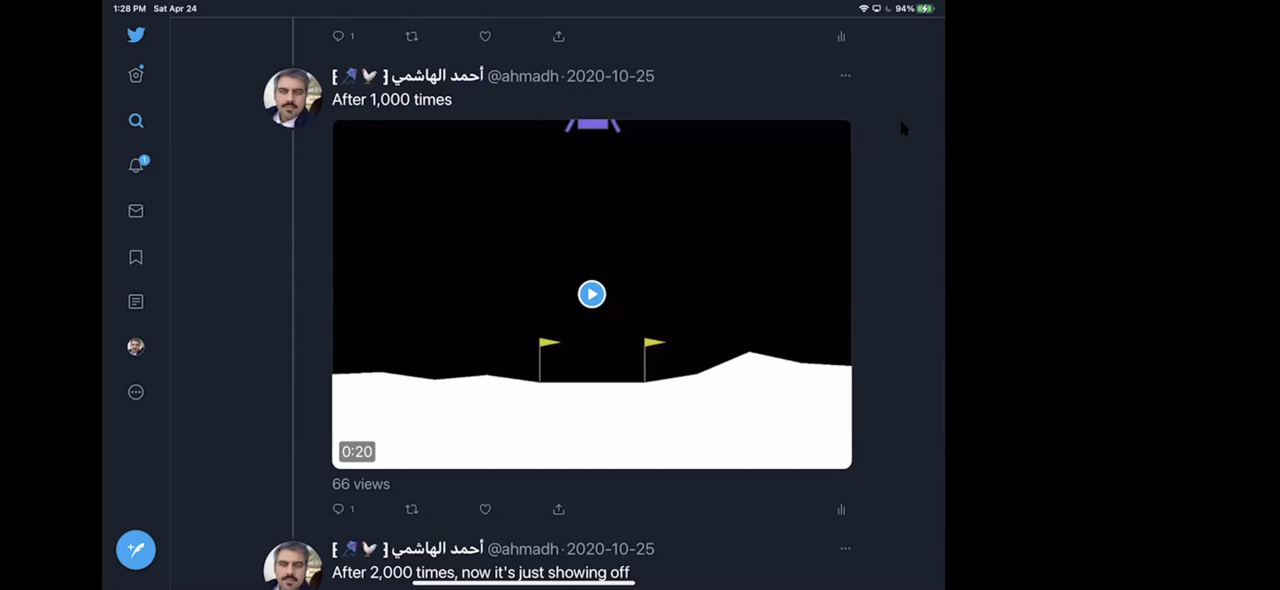 1:28 PM Sat Apr 24
94%
1
[ أحمد الهاشمي [ @ahmadh · 2020-10-25
After 1,000 times
1
0:20
66 views
1
[ أحمد الهاشمي [ @ahmadh · 2020-10-25
After 2,000 times, now it's just showing off